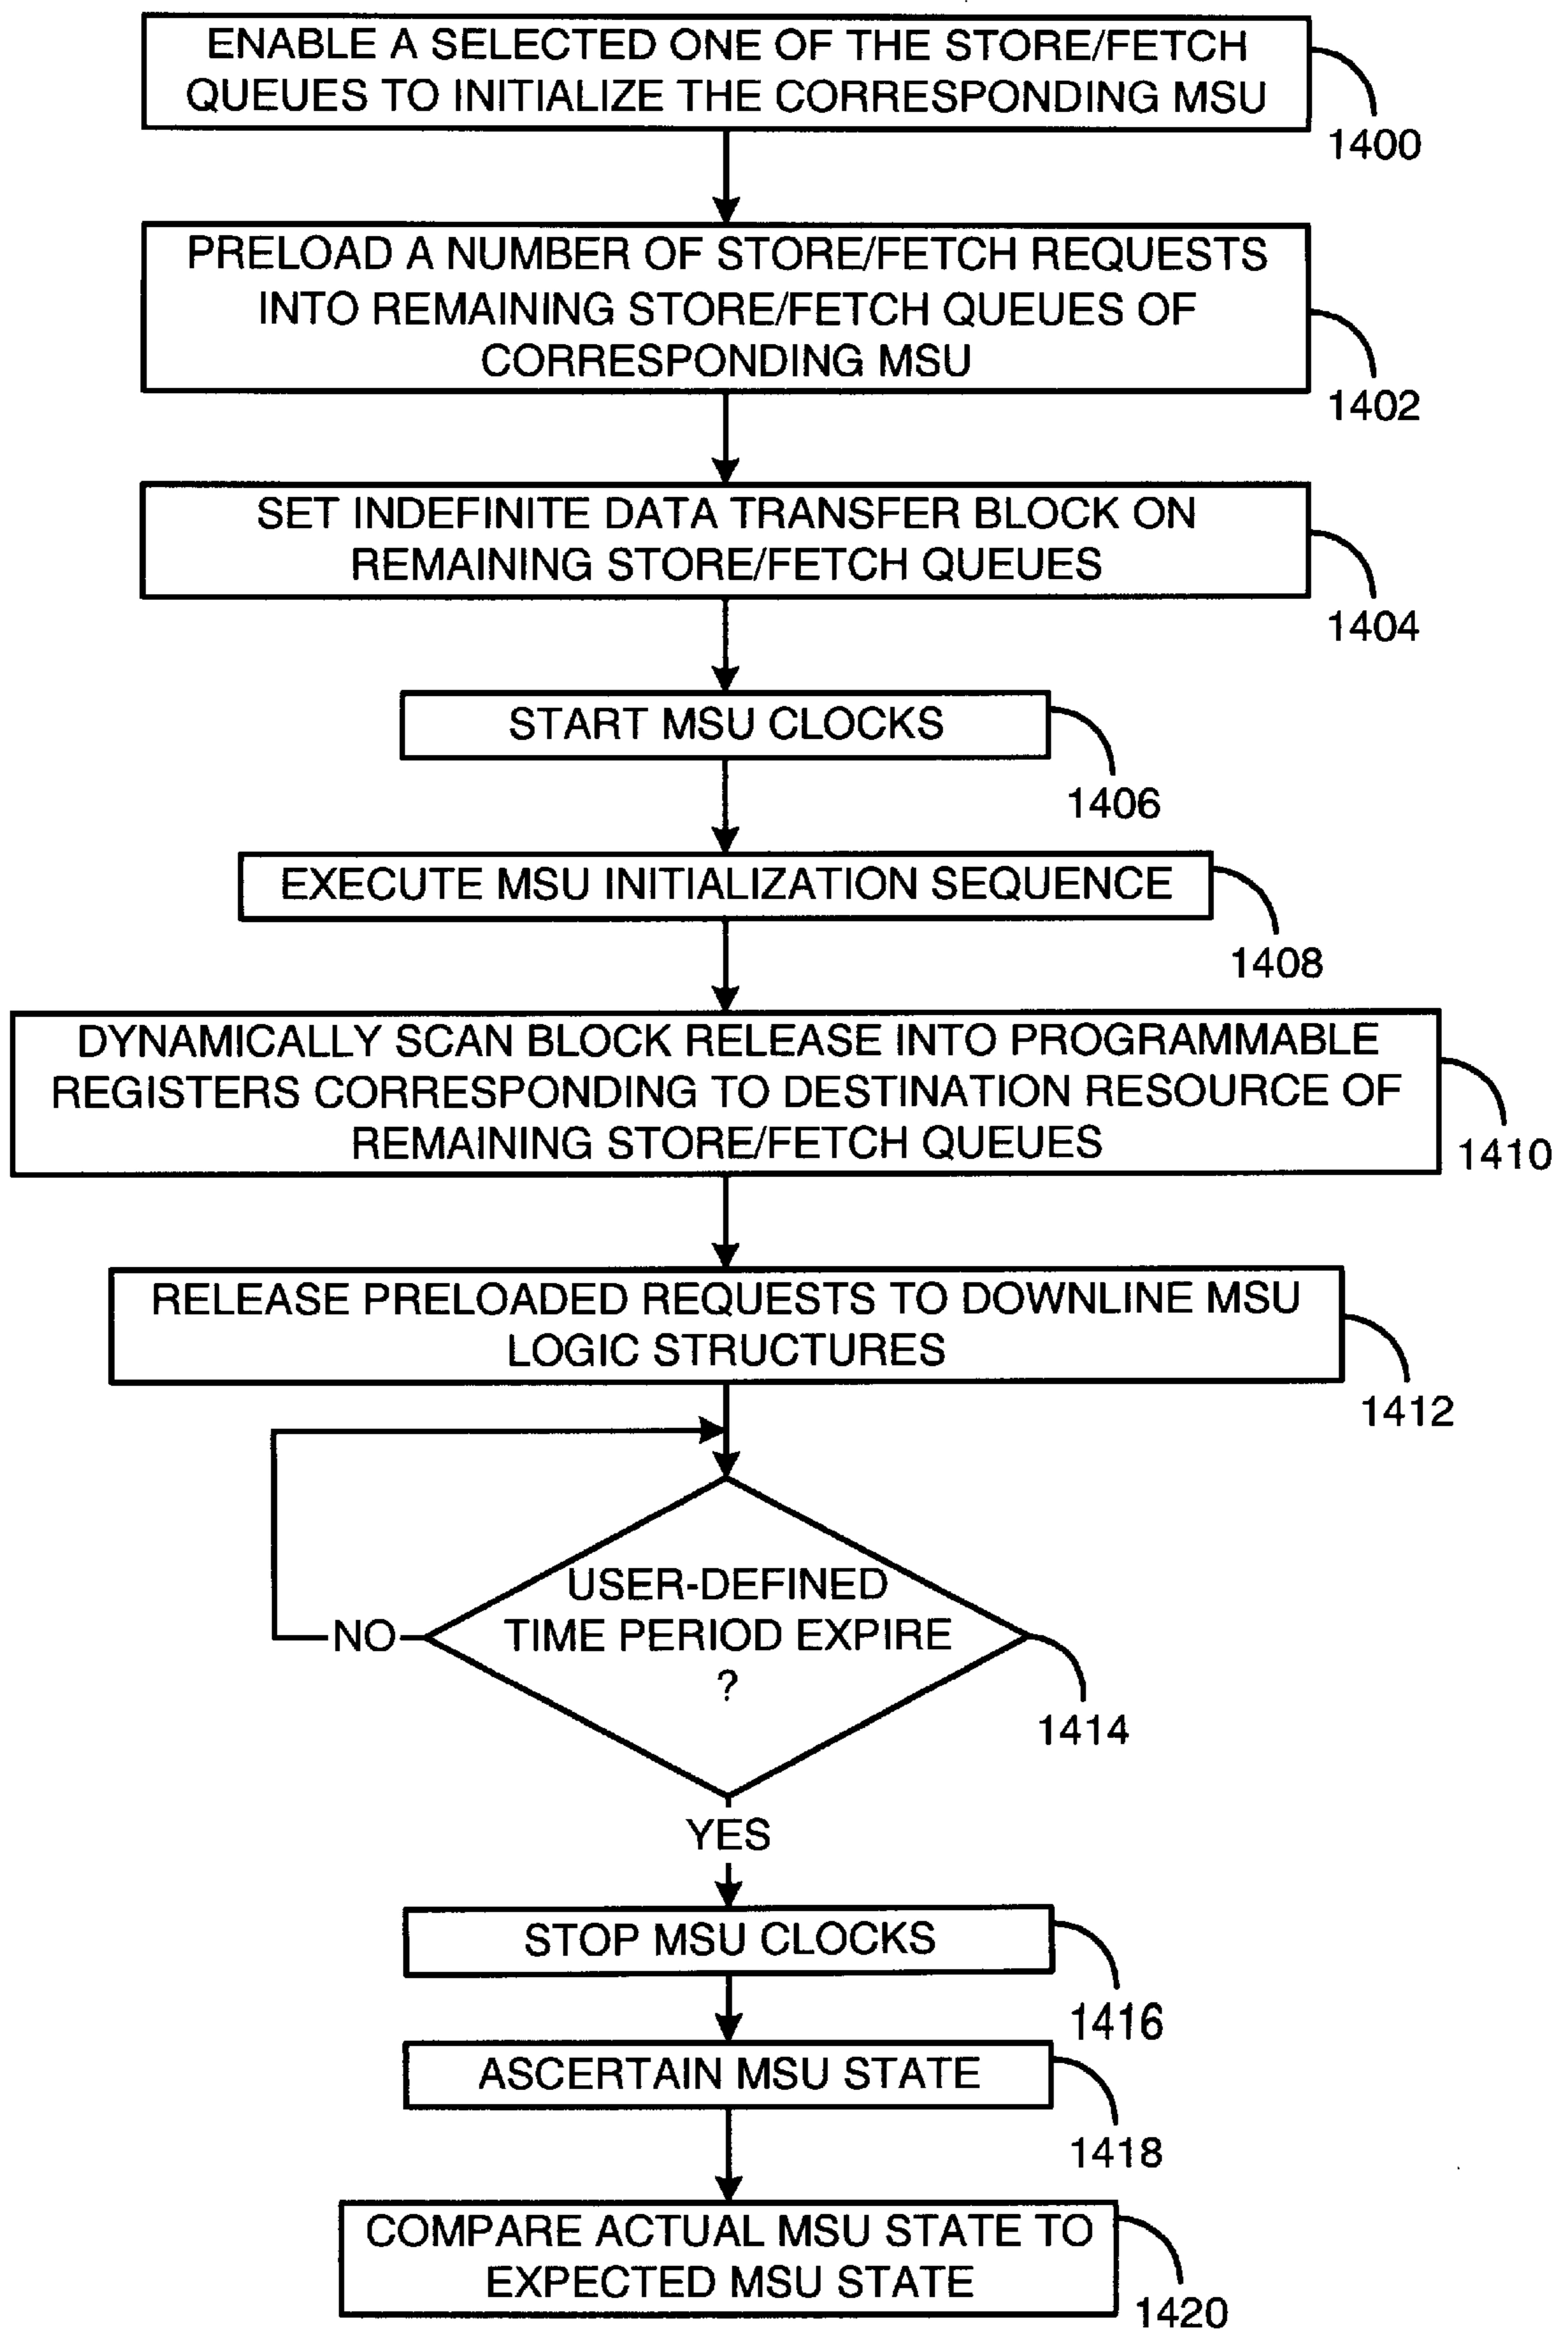 ENABLE A SELECTED ONE OF THE STORE/FETCH
QUEUES TO INITIALIZE THE CORRESPONDING MSU
1400
PRELOAD A NUMBER OF STORE/FETCH REQUESTS
INTO REMAINING STORE/FETCH QUEUES OF
CORRESPONDING MSU
1402
SET INDEFINITE DATA TRANSFER BLOCK ON
REMAINING STORE/FETCH QUEUES
1404
START MSU CLOCKS
1406
EXECUTE MSU INITIALIZATION SEQUENCE
1408
DYNAMICALLY SCAN BLOCK RELEASE INTO PROGRAMMABLE
REGISTERS CORRESPONDING TO DESTINATION RESOURCE OF
REMAINING STORE/FETCH QUEUES
1410
RELEASE PRELOADED REQUESTS TO DOWNLINE MSU
LOGIC STRUCTURES
1412
USER-DEFINED
TIME PERIOD EXPIRE
?
NO
1414
YES
STOP MSU CLOCKS
1416
ASCERTAIN MSU STATE
1418
COMPARE ACTUAL MSU STATE TO
EXPECTED MSU STATE
1420